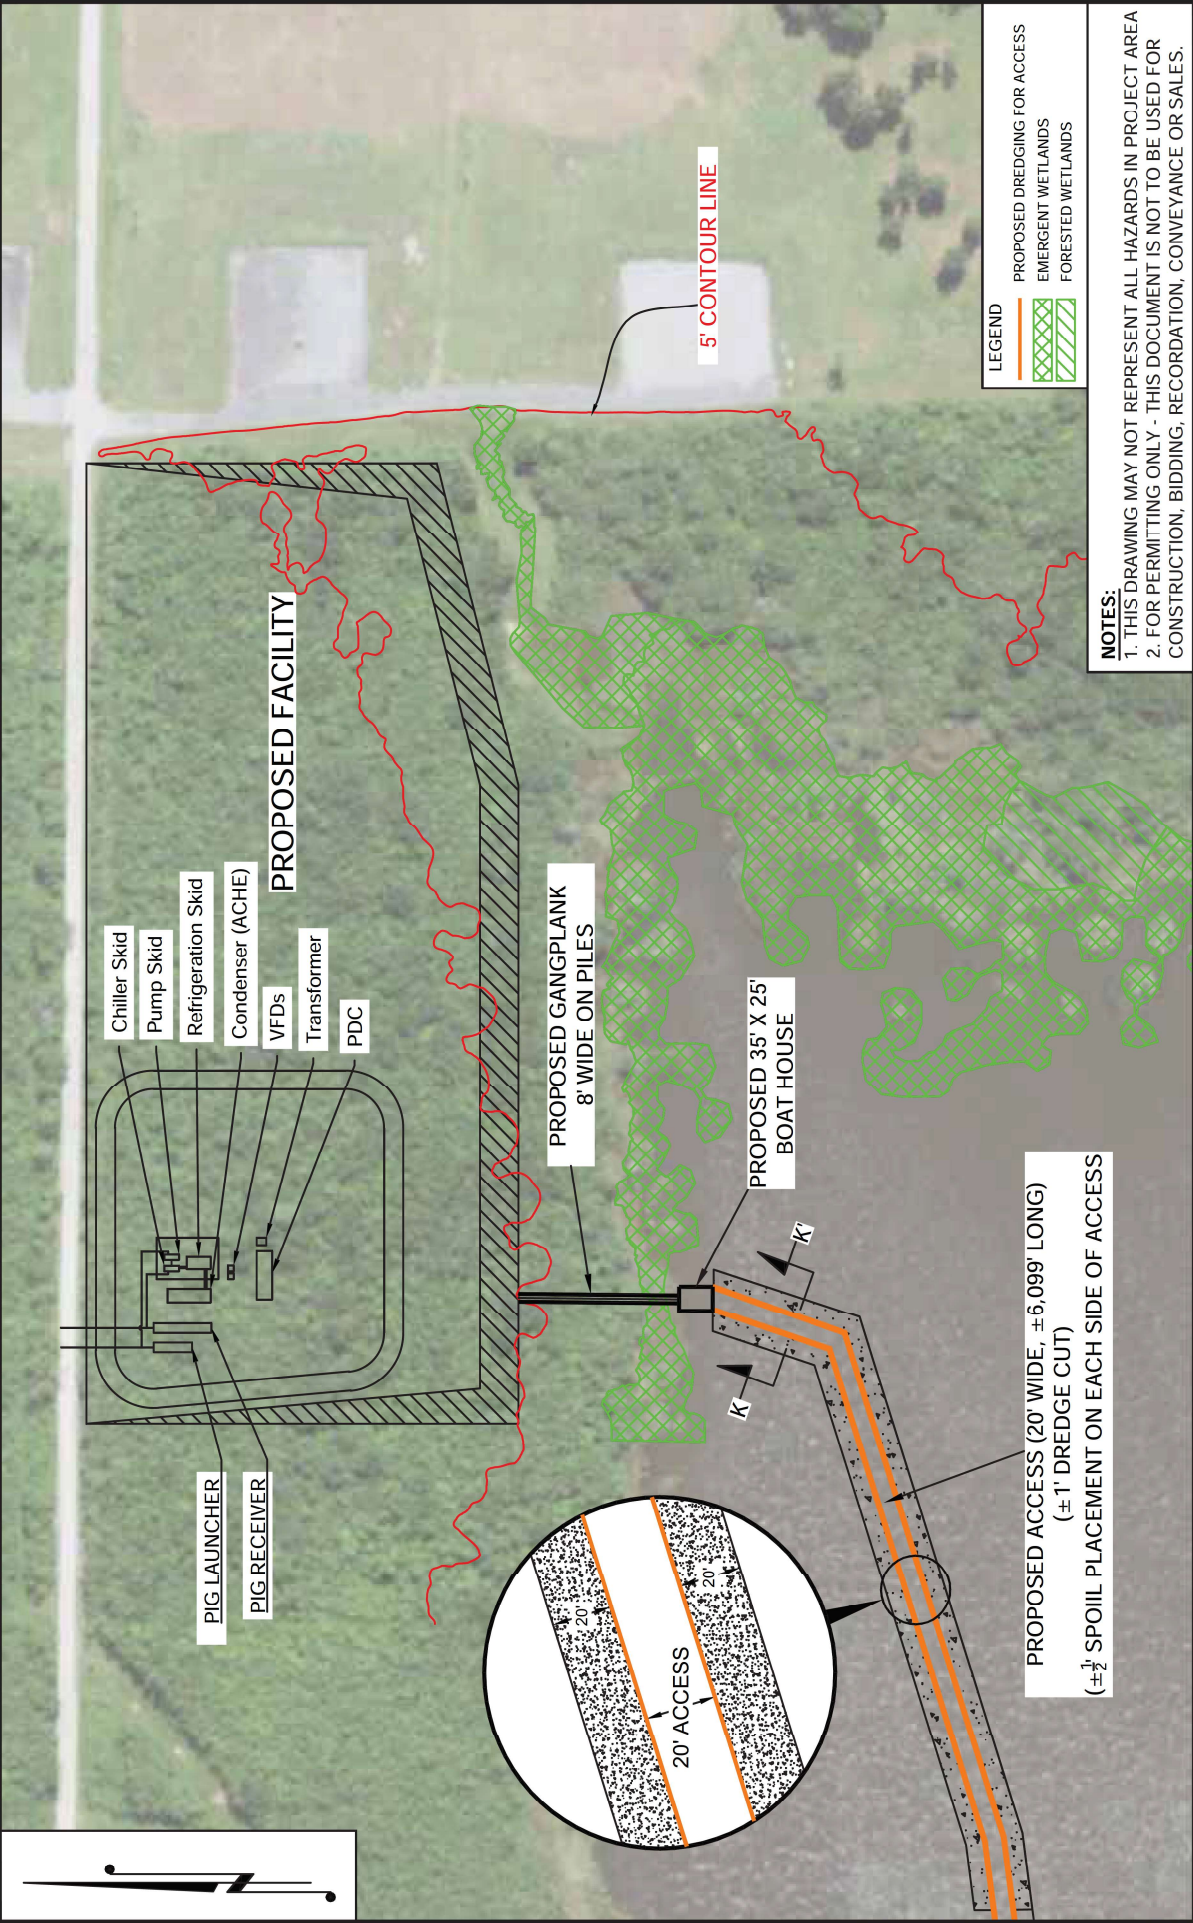 PIG LAUNCHER
PIG RECEIVER
Chiller Skid
Pump Skid
Refrigeration Skid
Condenser (ACHE)
VFDs
Transformer
PDC
PROPOSED FACILITY
5' CONTOUR LINE
PROPOSED GANGPLANK
8' WIDE ON PILES
PROPOSED 35' X 25'
BOAT HOUSE
K
K'
20'
20'
20' ACCESS
PROPOSED ACCESS (20' WIDE, ±6,099' LONG)
(±1' DREDGE CUT)
(±1/2' SPOIIL PLACEMENT ON EACH SIDE OF ACCESS
LEGEND
PROPOSED DREDGING FOR ACCESS
EMERGENT WETLANDS
FORESTED WETLANDS
NOTES:
1. THIS DRAWING MAY NOT REPRESENT ALL HAZARDS IN PROJECT AREA
2. FOR PERMITTING ONLY - THIS DOCUMENT IS NOT TO BE USED FOR
CONSTRUCTION, BIDDING, RECORDATION, CONVEYANCE OR SALES.